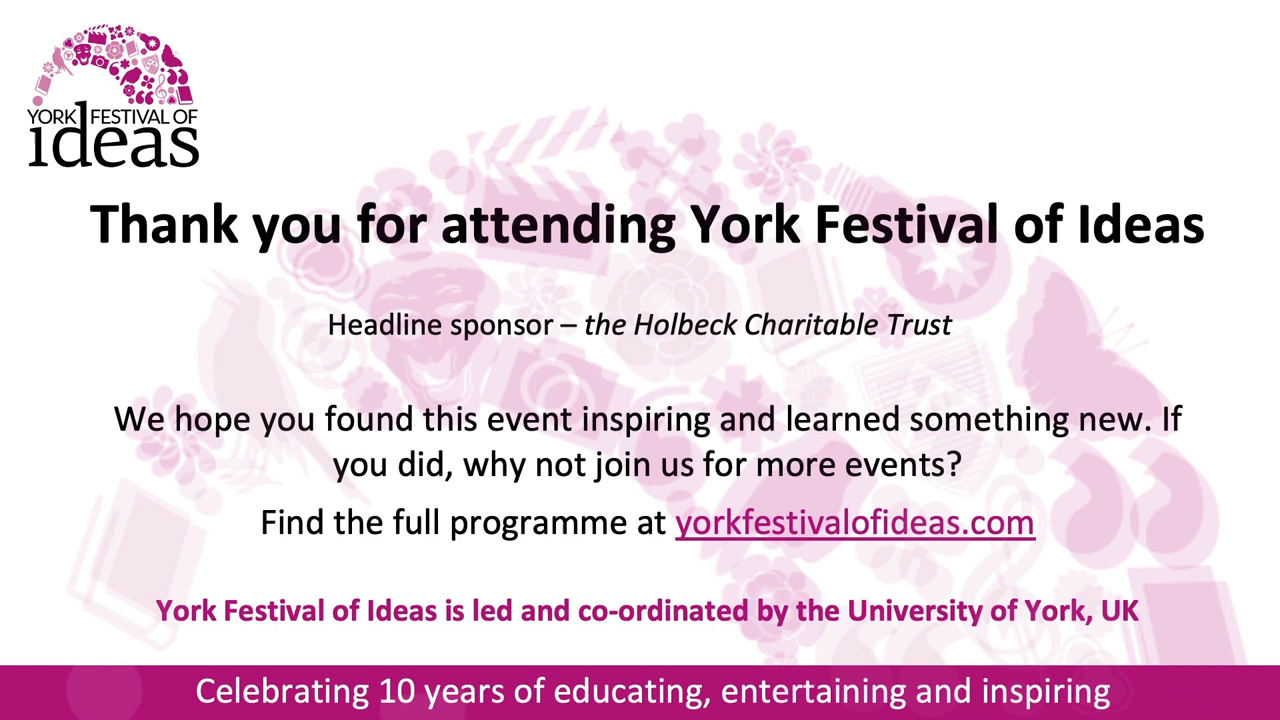 YORK FESTIVAL OF
ideas
Thank you for attending York Festival of Ideas
Headline sponsor – the Holbeck Charitable Trust
We hope you found this event inspiring and learned something new. If
you did, why not join us for more events?
Find the full programme at yorkfestivalofideas.com
York Festival of Ideas is led and co-ordinated by the University of York, UK
Celebrating 10 years of educating, entertaining and inspiring